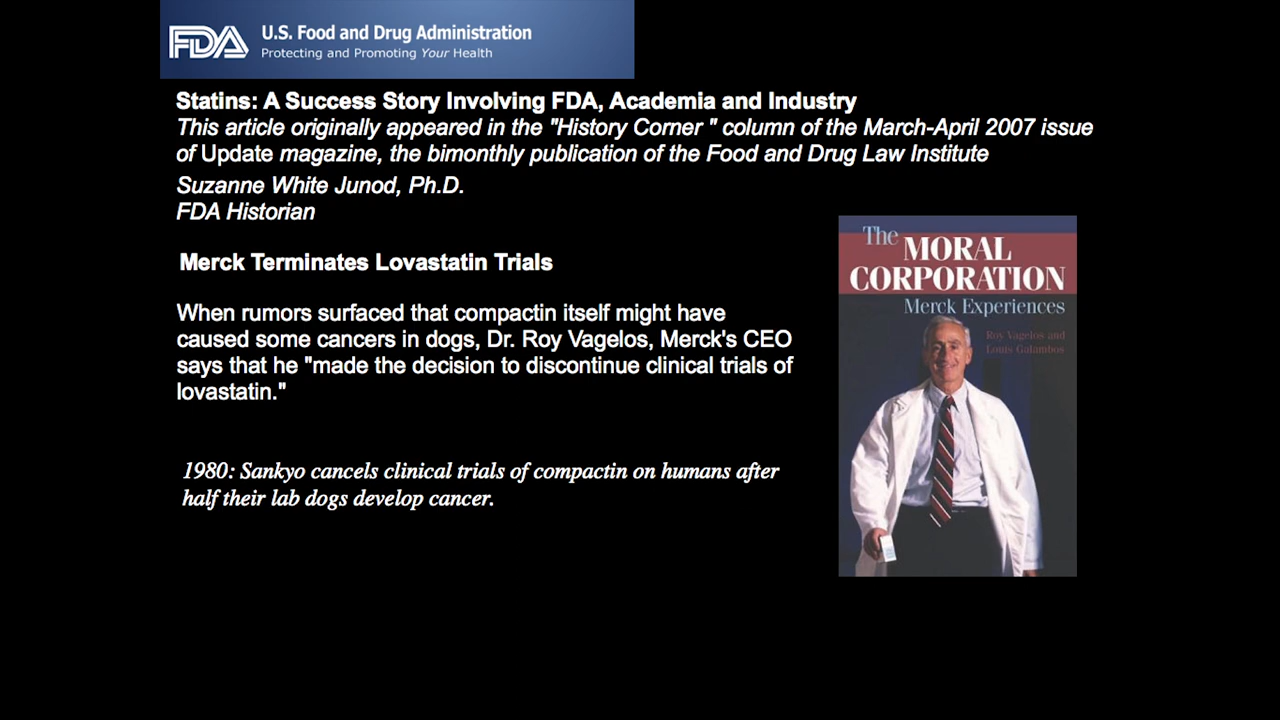 FDA U.S. Food and Drug Administration
Protecting and Promoting Your Health
Statins: A Success Story Involving FDA, Academia and Industry
This article originally appeared in the "History Corner " column of the March-April 2007 issue
of Update magazine, the bimonthly publication of the Food and Drug Law Institute
Suzanne White Junod, Ph.D.
FDA Historian
Merck Terminates Lovastatin Trials
When rumors surfaced that compactin itself might have
caused some cancers in dogs, Dr. Roy Vagelos, Merck's CEO
says that he "made the decision to discontinue clinical trials of
lovastatin."
1980: Sankyo cancels clinical trials of compactin on humans after
half their lab dogs develop cancer.
The
MORAL
CORPORATION
Merck Experiences
Roy Vagelos and
Louis Galambos